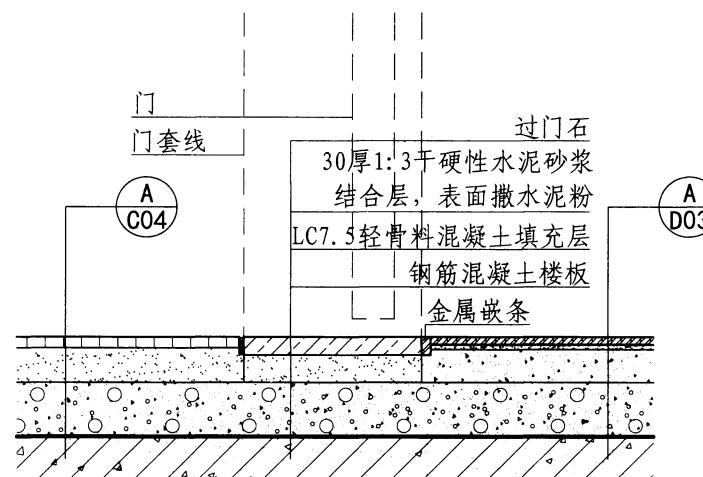 门
门套线
过门石
30厚1:3干硬性水泥砂浆
结合层，表面撒水泥粉
LC7.5轻骨料混凝土填充层
钢筋混凝土楼板
金属嵌条
A
C04
A
D03